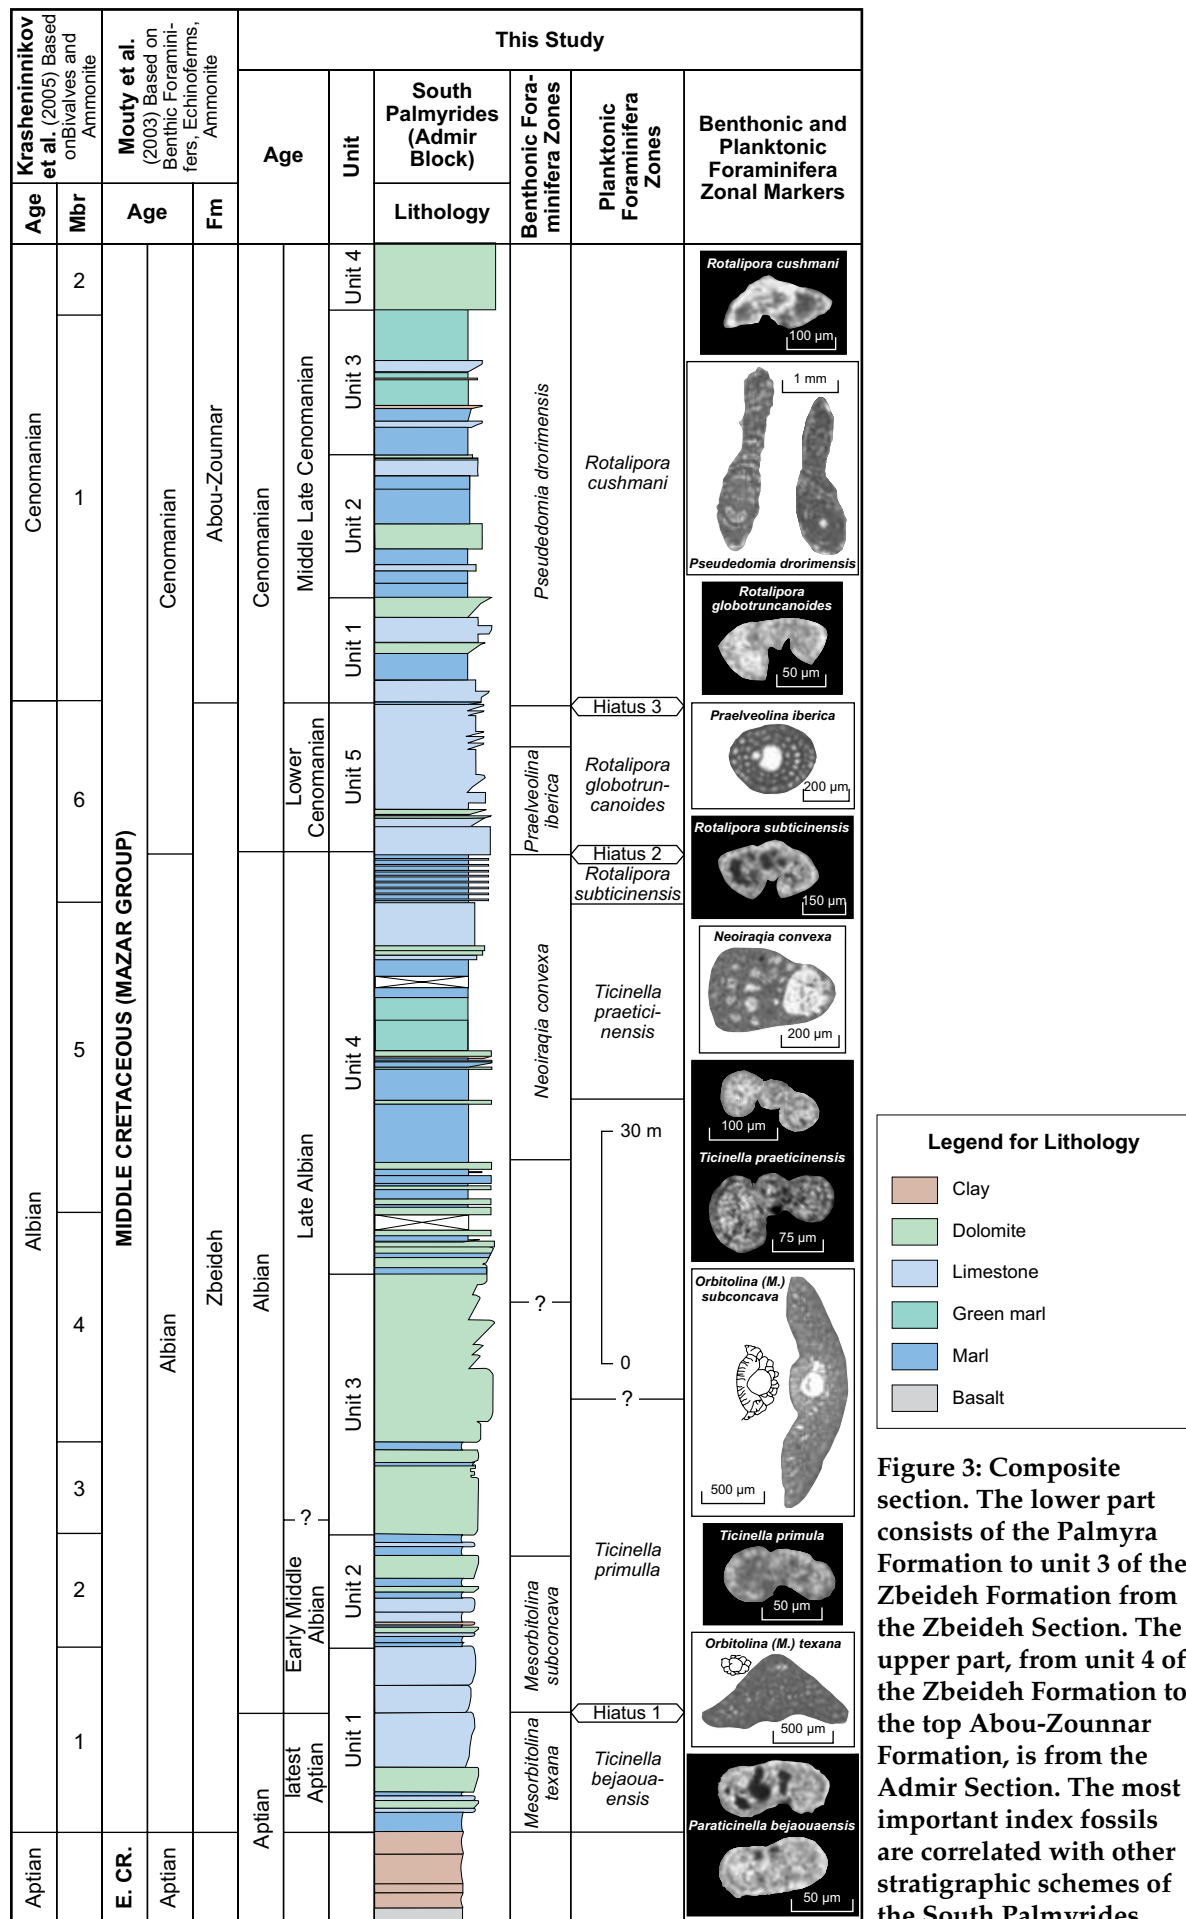 Krasheninnikov
et al. (2005) Based
onBivalves and
Ammonite
Mouty et al.
(2003) Based on
Benthic Foramini-
fers, Echinoferms,
Ammonite
This Study
Age
Unit
South
Palmyrides
(Admir
Block)
Benthonic Fora-
minifera Zones
Planktonic
Foraminifera
Zones
Benthonic and
Planktonic
Foraminifera
Zonal Markers
Age
Mbr
Age
Fm
Lithology
Cenomanian
Albian
Aptian
2
1
6
5
4
3
2
1
MIDDLE CRETACEOUS (MAZAR GROUP)
E. CR.
Cenomanian
Albian
Aptian
Abou-Zounnar
Zbeideh
Cenomanian
Albian
Aptian
Middle Late Cenomanian
Lower
Cenomanian
Late Albian
?
Early Middle
Albian
latest
Aptian
Unit 4
Unit 3
Unit 2
Unit 1
Unit 5
Unit 4
Unit 3
Unit 2
Unit 1
Pseudedomia drorimensis
Praelveolina
iberica
Neoiraqia convexa
?
Mesorbitolina
subconcava
Mesorbitolina
texana
Rotalipora
cushmani
Hiatus 3
Rotalipora
globotrun-
canoides
Hiatus 2
Rotalipora
subticinensis
Ticinella
praetici-
nensis
30 m
0
?
Ticinella
primulla
Hiatus 1
Ticinella
bejaoua-
ensis
Rotalipora cushmani
100 µm
1 mm
Pseudedomia drorimensis
Rotalipora
globotruncanoides
50 µm
Praelveolina iberica
200 µm
Rotalipora subticinensis
150 µm
Neoiraqia convexa
200 µm
100 µm
Ticinella praeticinensis
75 µm
Orbitolina (M.)
subconcava
500 µm
Ticinella primula
50 µm
Orbitolina (M.) texana
500 µm
Paraticinella bejaouaensis
50 µm
Legend for Lithology
Clay
Dolomite
Limestone
Green marl
Marl
Basalt
Figure 3: Composite
section. The lower part
consists of the Palmyra
Formation to unit 3 of the
Zbeideh Formation from
the Zbeideh Section. The
upper part, from unit 4 of
the Zbeideh Formation to
the top Abou-Zounnar
Formation, is from the
Admir Section. The most
important index fossils
are correlated with other
stratigraphic schemes of
the South Palmyrides